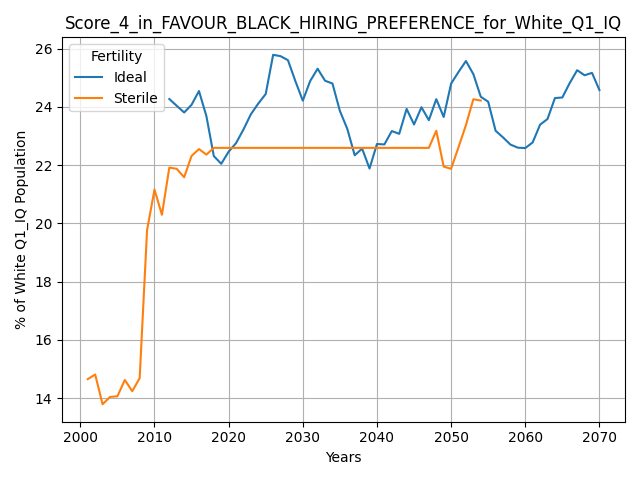 Score_4_in_FAVOUR_BLACK_HIRING_PREFERENCE_for_White_Q1_IQ
Fertility
Ideal
Sterile
% of White Q1_IQ Population
26
24
22
20
18
16
14
2000 2010 2020 2030 2040 2050 2060 2070
Years